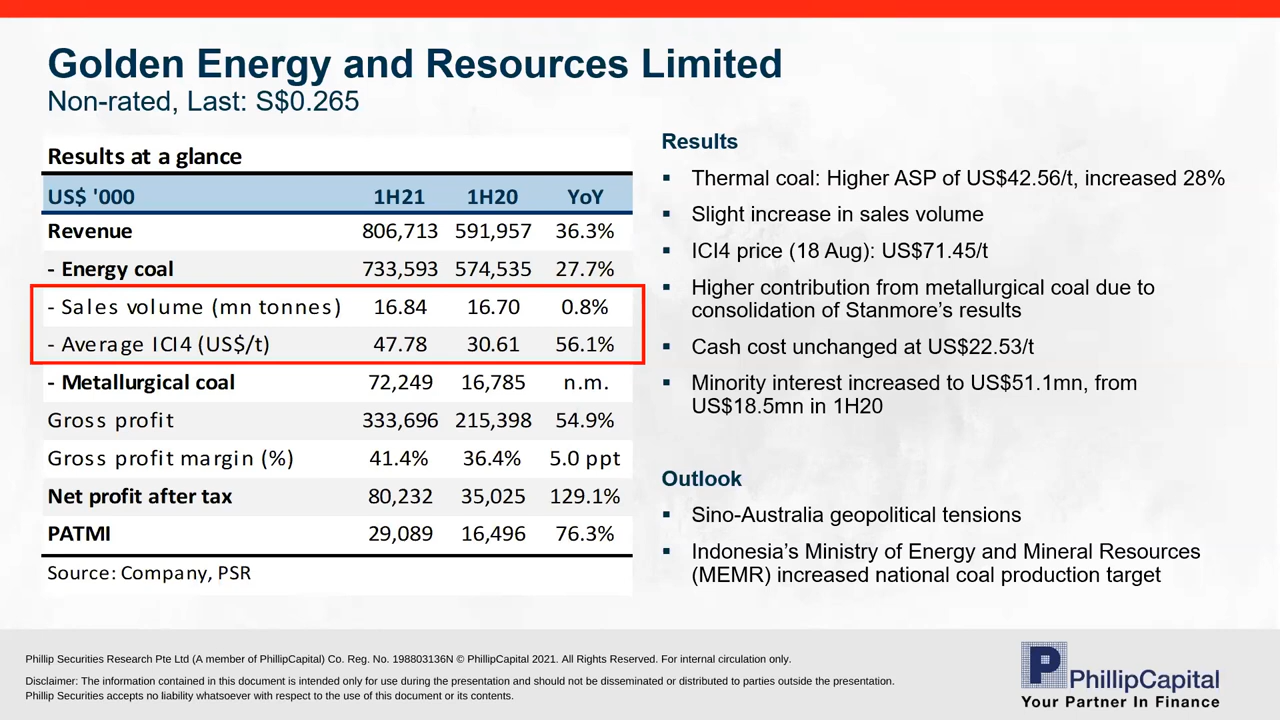 Golden Energy and Resources Limited
Non-rated, Last: S$0.265
Results at a glance
US$ '000 1H21 1H20 YoY
Revenue 806,713 591,957 36.3%
- Energy coal 733,593 574,535 27.7%
- Sales volume (mn tonnes) 16.84 16.70 0.8%
- Average ICI4 (US$/t) 47.78 30.61 56.1%
- Metallurgical coal 72,249 16,785 n.m.
Gross profit 333,696 215,398 54.9%
Gross profit margin (%) 41.4% 36.4% 5.0 ppt
Net profit after tax 80,232 35,025 129.1%
PATMI 29,089 16,496 76.3%
Source: Company, PSR
Results
▪ Thermal coal: Higher ASP of US$42.56/t, increased 28%
▪ Slight increase in sales volume
▪ ICI4 price (18 Aug): US$71.45/t
▪ Higher contribution from metallurgical coal due to
consolidation of Stanmore's results
▪ Cash cost unchanged at US$22.53/t
▪ Minority interest increased to US$51.1mn, from
US$18.5mn in 1H20
Outlook
▪ Sino-Australia geopolitical tensions
▪ Indonesia's Ministry of Energy and Mineral Resources
(MEMR) increased national coal production target
Phillip Securities Research Pte Ltd (A member of PhillipCapital) Co. Reg. No. 198803136N © PhillipCapital 2021. All Rights Reserved. For internal circulation only.
Disclaimer: The information contained in this document is intended only for use during the presentation and should not be disseminated or distributed to parties outside the presentation.
Phillip Securities accepts no liability whatsoever with respect to the use of this document or its contents.
P PhillipCapital
Your Partner In Finance